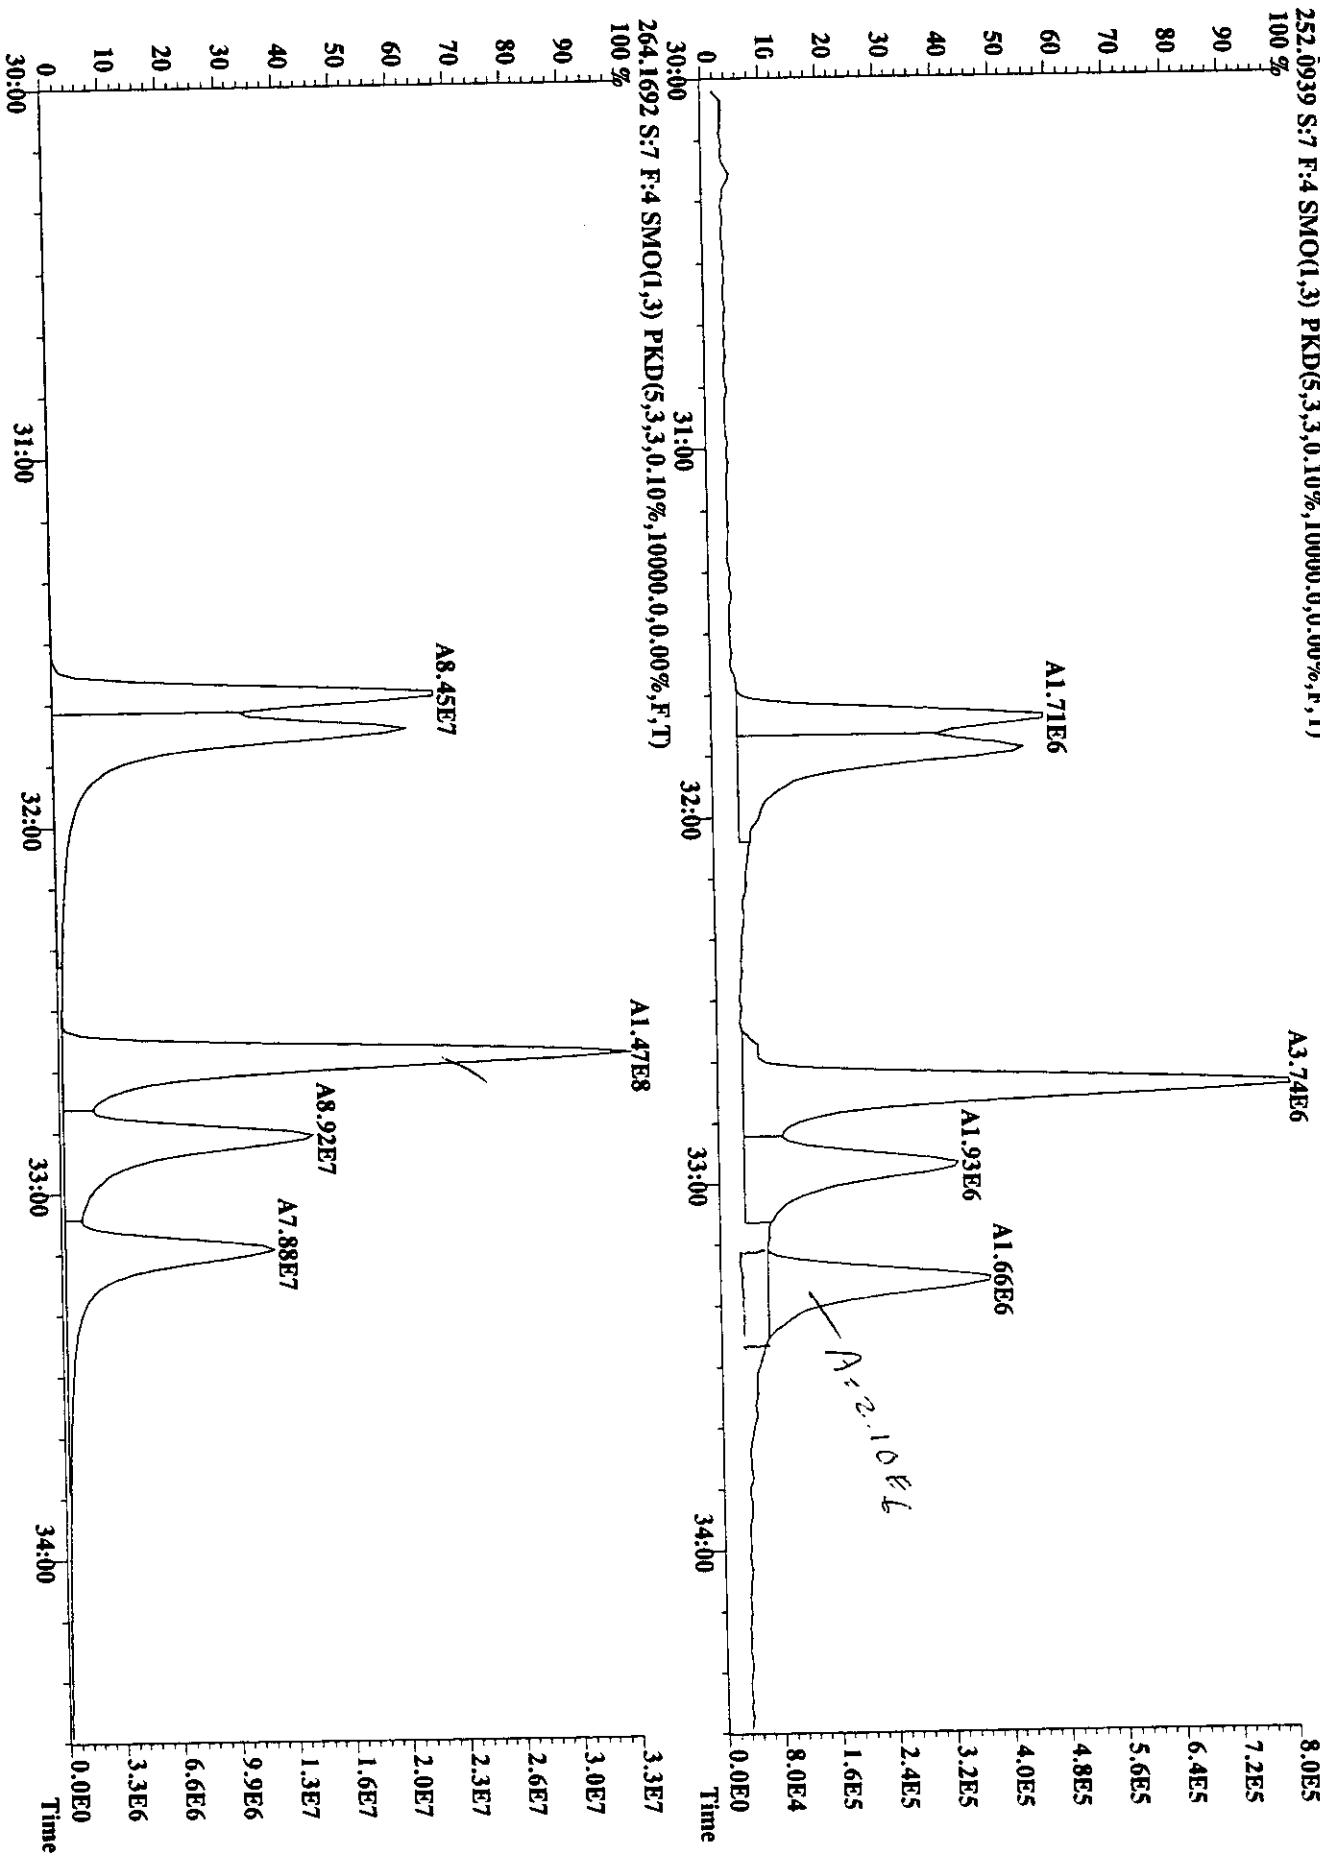 252.0939 S:7 F:4 SMO(1,3) PKD(5,3,3,0.10%,10000.0,0.00%,F,T)
100 %
90
80
70
60
50
40
30
20
10
0
A1.71E6
A3.74E6
A1.93E6
A1.66E6
A=2.10E6
8.0E5
7.2E5
6.4E5
5.6E5
4.8E5
4.0E5
3.2E5
2.4E5
1.6E5
8.0E4
0.0E0
30:00
31:00
32:00
33:00
34:00
Time
264.1692 S:7 F:4 SMO(1,3) PKD(5,3,3,0.10%,10000.0,0.00%,F,T)
100 %
90
80
70
60
50
40
30
20
10
0
A8.45E7
A1.47E8
A8.92E7
A7.88E7
3.3E7
3.0E7
2.6E7
2.3E7
2.0E7
1.6E7
1.3E7
9.9E6
6.6E6
3.3E6
0.0E0
30:00
31:00
32:00
33:00
34:00
Time